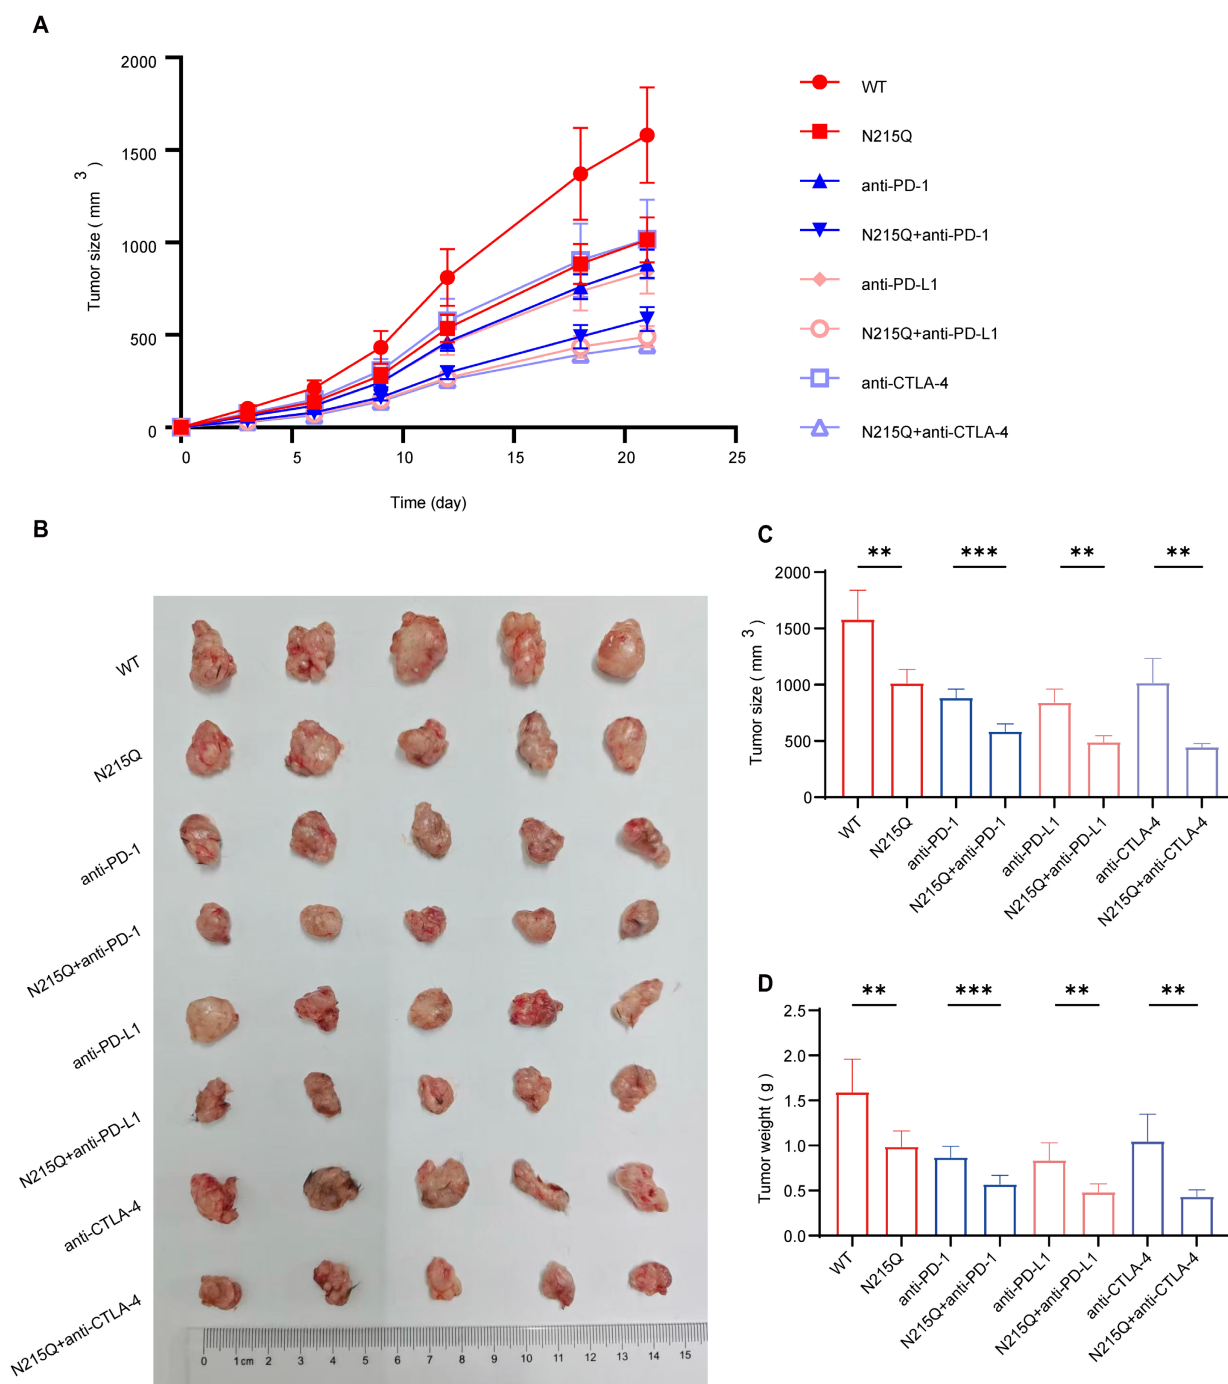 A
2000
1500
1000
500
0
Tumor size ( mm 3 )
0 5 10 15 20 25
Time (day)
WT
N215Q
anti-PD-1
N215Q+anti-PD-1
anti-PD-L1
N215Q+anti-PD-L1
anti-CTLA-4
N215Q+anti-CTLA-4
B
WT
N215Q
anti-PD-1
N215Q+anti-PD-1
anti-PD-L1
N215Q+anti-PD-L1
anti-CTLA-4
N215Q+anti-CTLA-4
0 1cm 2 3 4 5 6 7 8 9 10 11 12 13 14 15
C
** *** ** **
2000
1500
1000
500
0
Tumor size ( mm 3 )
WT
N215Q
anti-PD-1
N215Q+anti-PD-1
anti-PD-L1
N215Q+anti-PD-L1
anti-CTLA-4
N215Q+anti-CTLA-4
D
** *** ** **
2.5
2.0
1.5
1.0
0.5
0.0
Tumor weight ( g )
WT
N215Q
anti-PD-1
N215Q+anti-PD-1
anti-PD-L1
N215Q+anti-PD-L1
anti-CTLA-4
N215Q+anti-CTLA-4